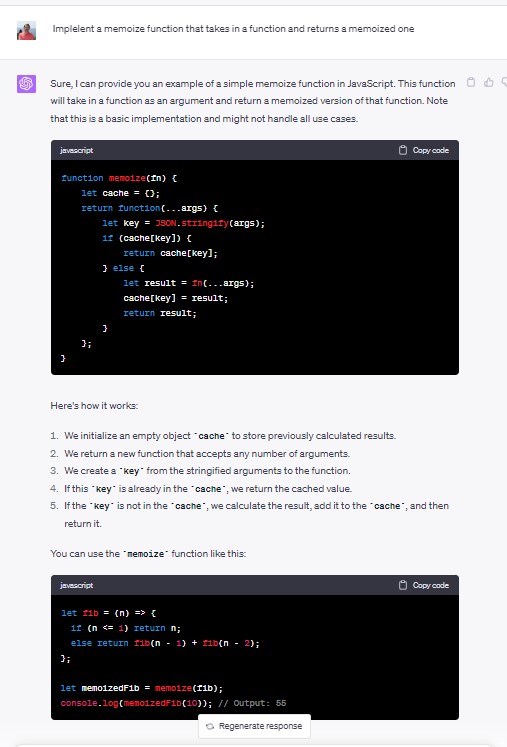 Implelent a memoize function that takes in a function and returns a memoized one
Sure, I can provide you an example of a simple memoize function in JavaScript. This function
will take in a function as an argument and return a memoized version of that function. Note
that this is a basic implementation and might not handle all use cases.
javascript
Copy code
function memoize(fn) {
let cache = {};
return function(...args) {
let key = JSON.stringify(args);
if (cache[key]) {
return cache[key];
} else {
let result = fn(...args);
cache[key] = result;
return result;
}
};
}
Here's how it works:
1. We initialize an empty object `cache` to store previously calculated results.
2. We return a new function that accepts any number of arguments.
3. We create a `key` from the stringified arguments to the function.
4. If this `key` is already in the `cache`, we return the cached value.
5. If the `key` is not in the `cache`, we calculate the result, add it to the `cache`, and then
return it.
You can use the `memoize` function like this:
javascript
Copy code
let fib = (n) => {
if (n <= 1) return n;
else return fib(n - 1) + fib(n - 2);
};
let memoizedFib = memoize(fib);
console.log(memoizedFib(10)); // Output: 55
Regenerate response